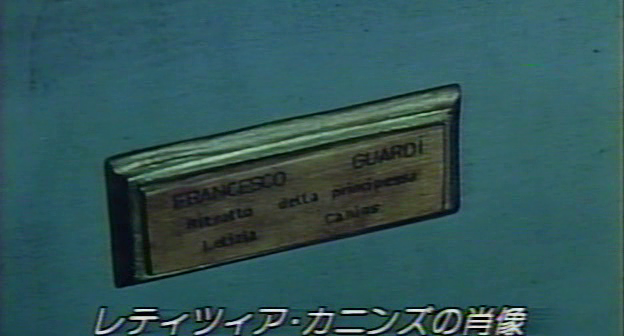 FRANCESCO GUARDI
Ritratto della principessa
Letizia Canins
レティツィア・カニンズの肖像